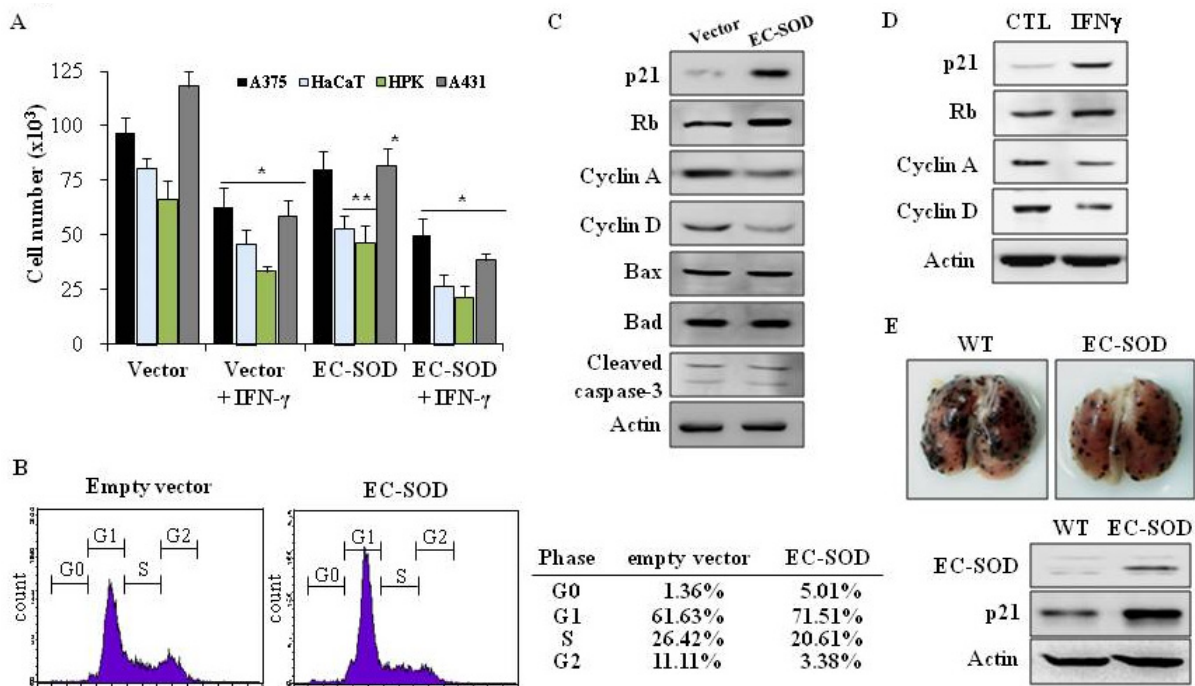 A
125
100
75
50
25
0
Cell number (x10³)
A375 HaCaT HPK A431
*
**
*
*
Vector
Vector
+ IFN-γ
EC-SOD
EC-SOD
+ IFN-γ
B
Empty vector
EC-SOD
count
G0
G1
S
G2
count
G0
G1
S
G2
Phase empty vector EC-SOD
G0 1.36% 5.01%
G1 61.63% 71.51%
S 26.42% 20.61%
G2 11.11% 3.38%
C
Vector EC-SOD
p21
Rb
Cyclin A
Cyclin D
Bax
Bad
Cleaved
caspase-3
Actin
D
CTL IFNγ
p21
Rb
Cyclin A
Cyclin D
Actin
E
WT EC-SOD
WT EC-SOD
EC-SOD
p21
Actin